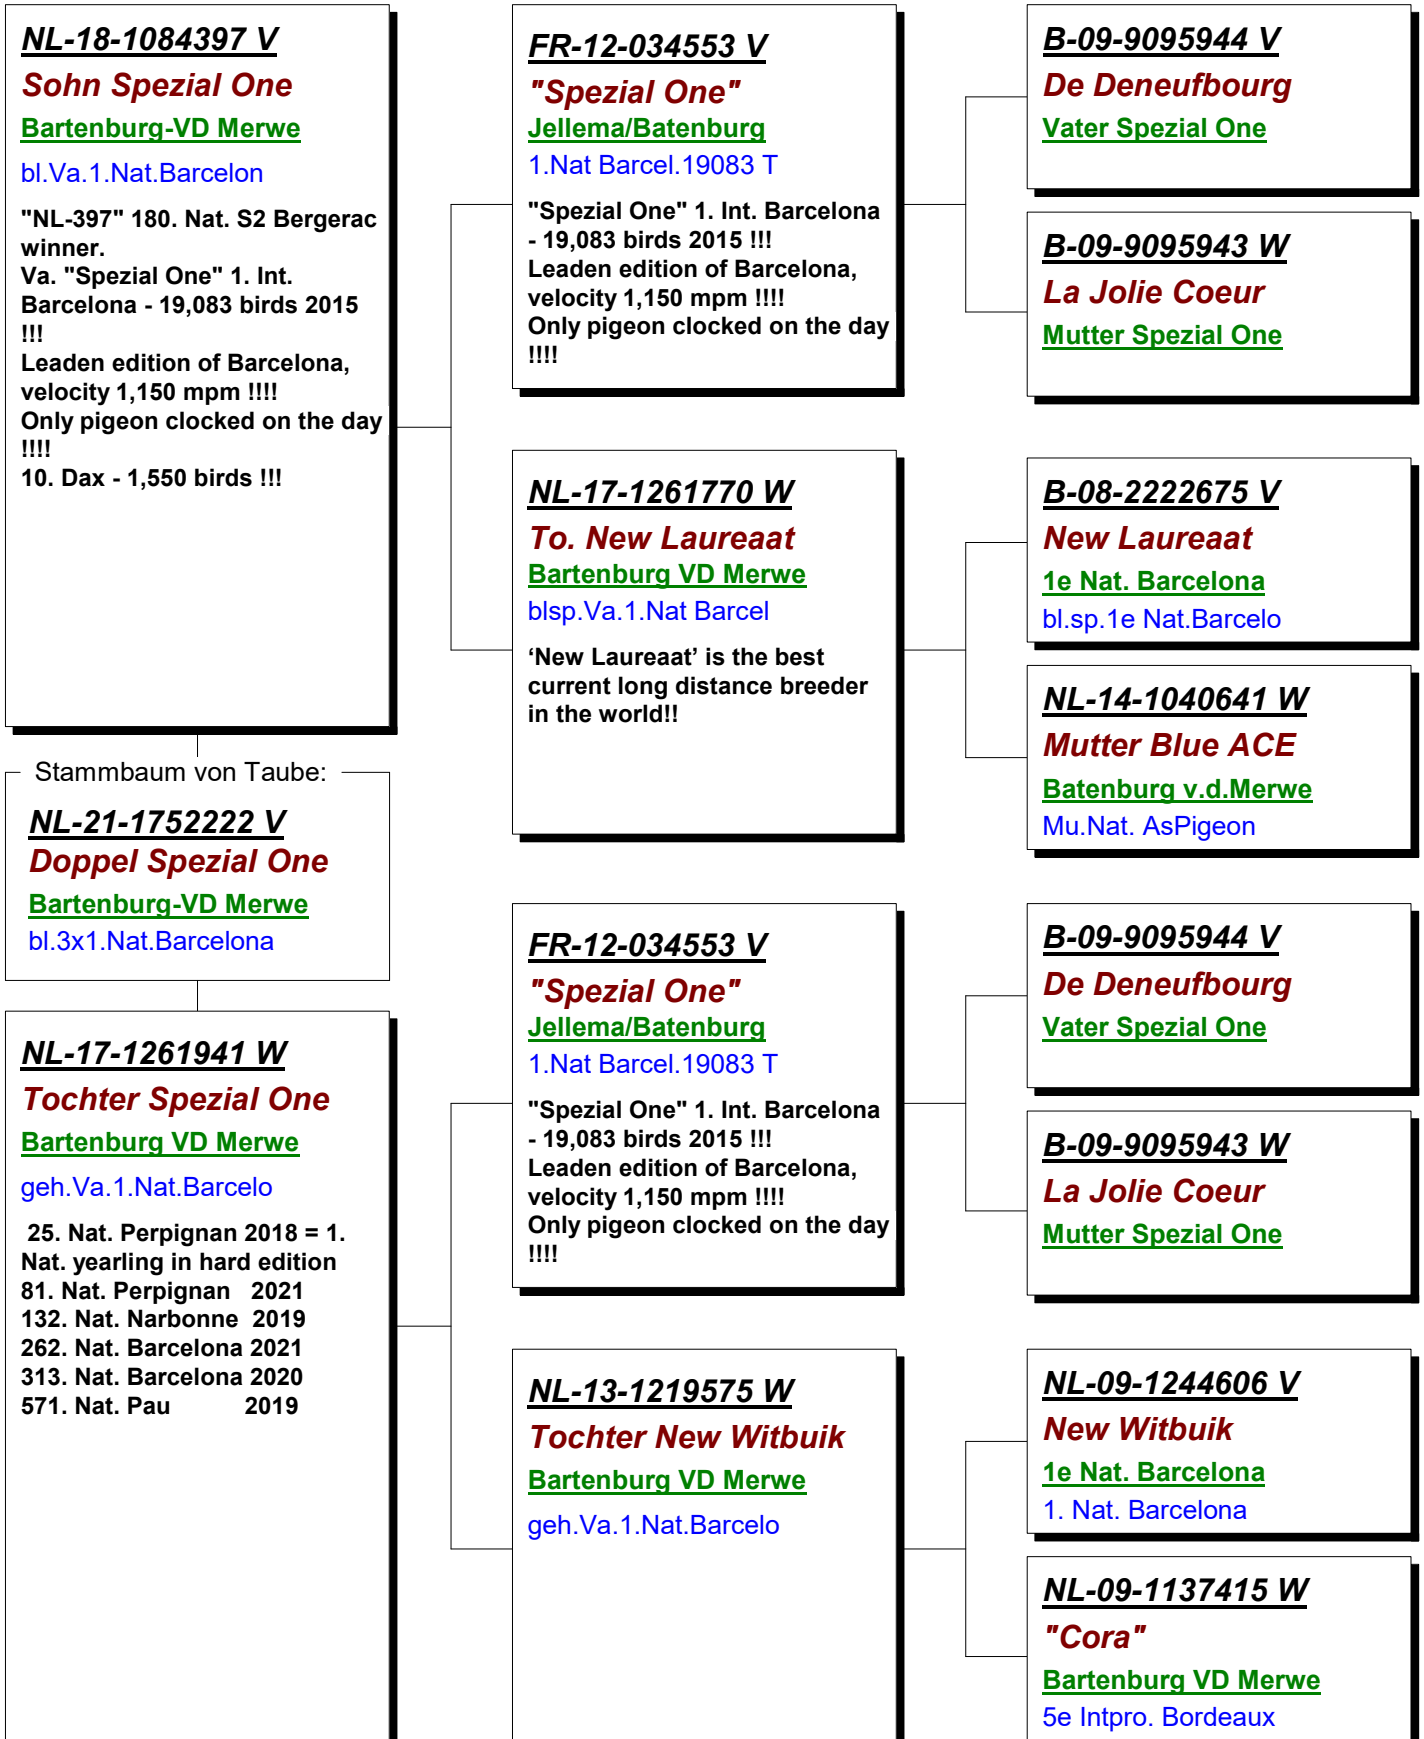 NL-18-1084397 V
Sohn Spezial One
Bartenburg-VD Merwe
bl.Va.1.Nat.Barcelon
"NL-397" 180. Nat. S2 Bergerac
winner.
Va. "Spezial One" 1. Int.
Barcelona - 19,083 birds 2015
!!!
Leaden edition of Barcelona,
velocity 1,150 mpm !!!!
Only pigeon clocked on the day
!!!!
10. Dax - 1,550 birds !!!
Stammbaum von Taube:
NL-21-1752222 V
Doppel Spezial One
Bartenburg-VD Merwe
bl.3x1.Nat.Barcelona
NL-17-1261941 W
Tochter Spezial One
Bartenburg VD Merwe
geh.Va.1.Nat.Barcelo
25. Nat. Perpignan 2018 = 1.
Nat. yearling in hard edition
81. Nat. Perpignan 2021
132. Nat. Narbonne 2019
262. Nat. Barcelona 2021
313. Nat. Barcelona 2020
571. Nat. Pau 2019
FR-12-034553 V
"Spezial One"
Jellema/Batenburg
1.Nat Barcel.19083 T
"Spezial One" 1. Int. Barcelona
- 19,083 birds 2015 !!!
Leaden edition of Barcelona,
velocity 1,150 mpm !!!!
Only pigeon clocked on the day
!!!!
NL-17-1261770 W
To. New Laureaat
Bartenburg VD Merwe
blsp.Va.1.Nat Barcel
‘New Laureaat’ is the best
current long distance breeder
in the world!!
FR-12-034553 V
"Spezial One"
Jellema/Batenburg
1.Nat Barcel.19083 T
"Spezial One" 1. Int. Barcelona
- 19,083 birds 2015 !!!
Leaden edition of Barcelona,
velocity 1,150 mpm !!!!
Only pigeon clocked on the day
!!!!
NL-13-1219575 W
Tochter New Witbuik
Bartenburg VD Merwe
geh.Va.1.Nat.Barcelo
B-09-9095944 V
De Deneufbourg
Vater Spezial One
B-09-9095943 W
La Jolie Coeur
Mutter Spezial One
B-08-2222675 V
New Laureaat
1e Nat. Barcelona
bl.sp.1e Nat.Barcelo
NL-14-1040641 W
Mutter Blue ACE
Batenburg v.d.Merwe
Mu.Nat. AsPigeon
B-09-9095944 V
De Deneufbourg
Vater Spezial One
B-09-9095943 W
La Jolie Coeur
Mutter Spezial One
NL-09-1244606 V
New Witbuik
1e Nat. Barcelona
1. Nat. Barcelona
NL-09-1137415 W
"Cora"
Bartenburg VD Merwe
5e Intpro. Bordeaux